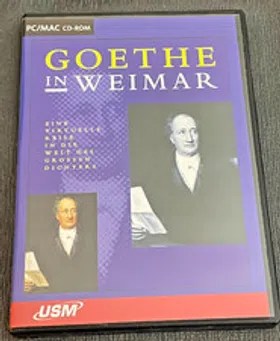 PC/MAC CD-ROM
GOETHE
IN WEIMAR
EINE
VIRTUELLE
REISE
IN DIE
WELT DES
GROSSEN
DICHTERS
USM